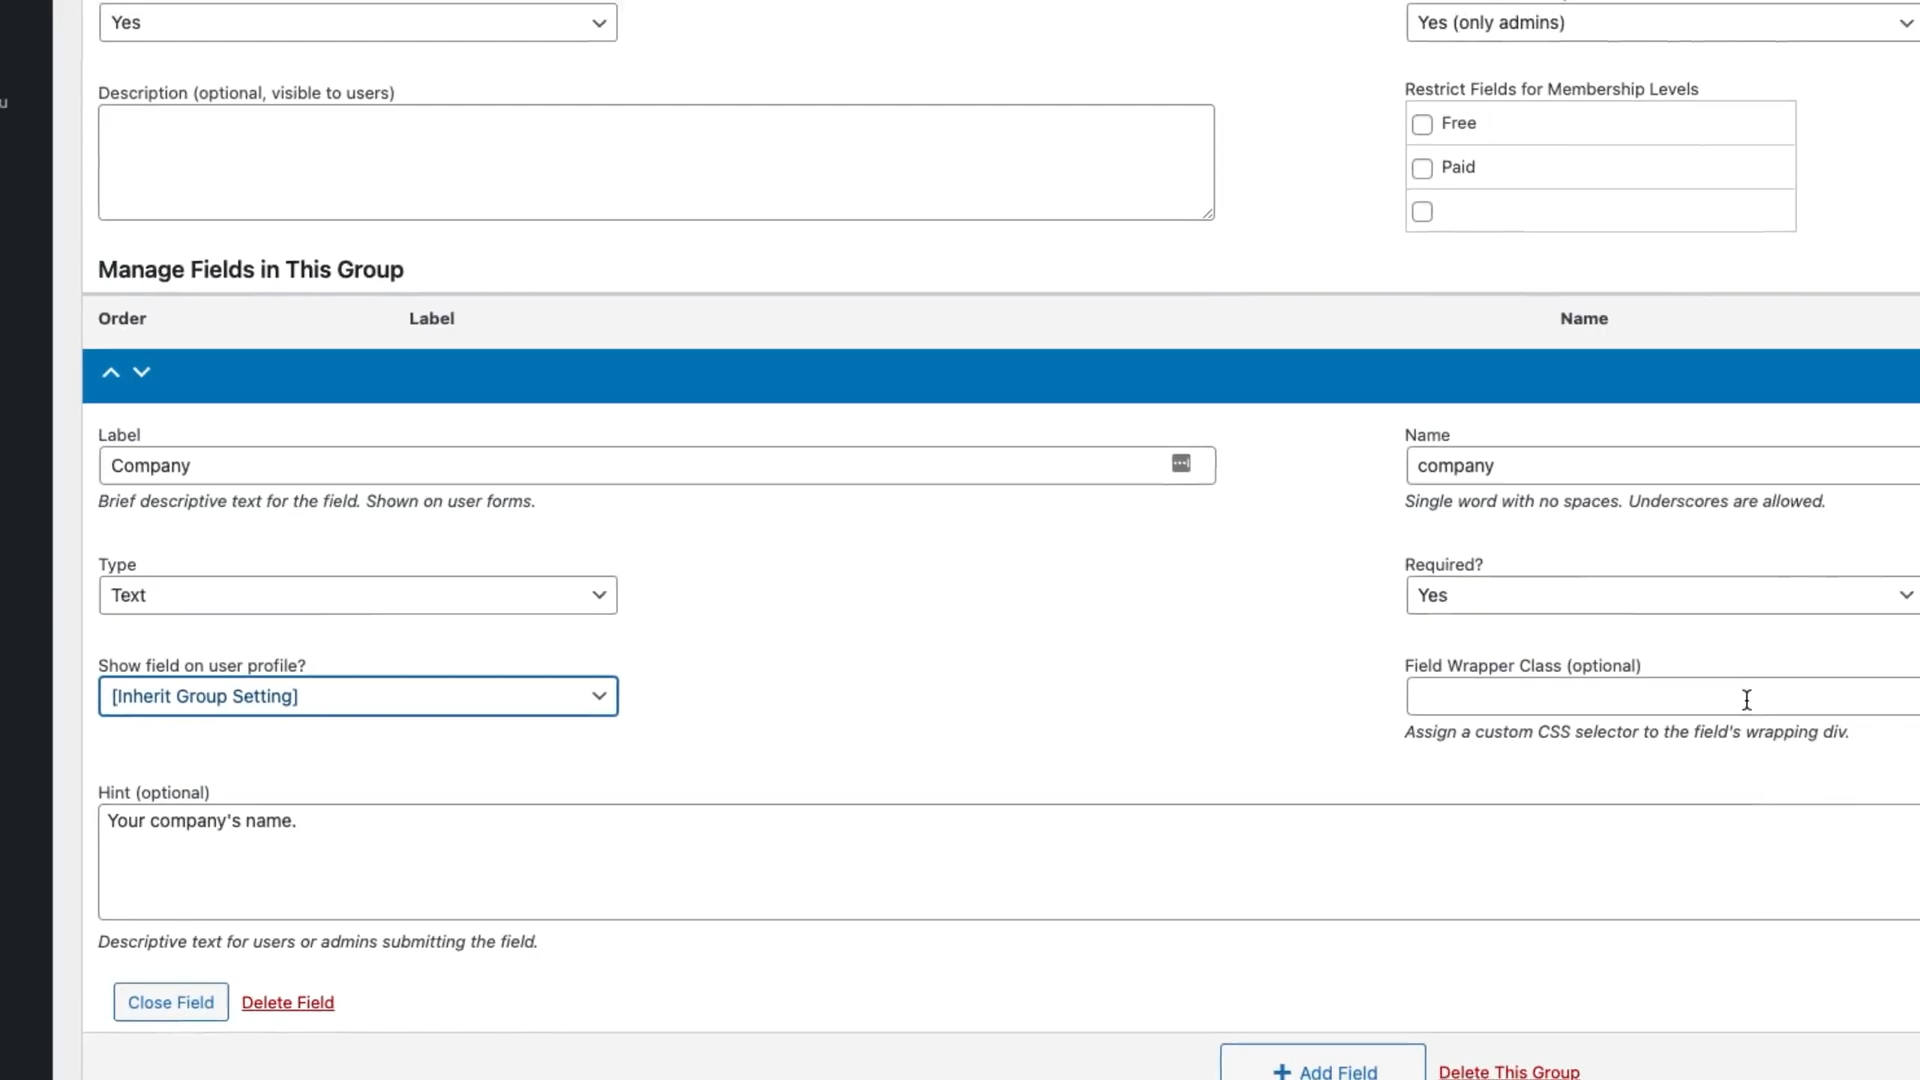 u
Yes
Yes (only admins)
Description (optional, visible to users)
Restrict Fields for Membership Levels
Free
Paid
Manage Fields in This Group
Order Label Name
Label
Company
Brief descriptive text for the field. Shown on user forms.
Name
company
Single word with no spaces. Underscores are allowed.
Type
Text
Required?
Yes
Show field on user profile?
[Inherit Group Setting]
Field Wrapper Class (optional)
Assign a custom CSS selector to the field's wrapping div.
Hint (optional)
Your company's name.
Descriptive text for users or admins submitting the field.
Close Field Delete Field
+ Add Field Delete This Group